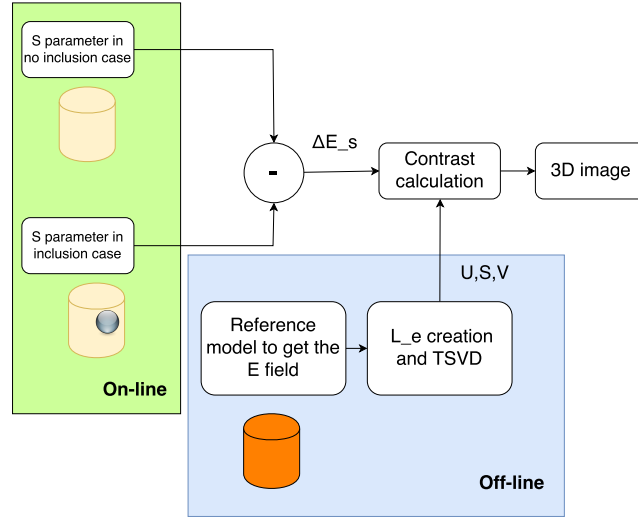 S parameter in
no inclusion case
ΔE_s
-
Contrast
calculation
3D image
S parameter in
inclusion case
On-line
U,S,V
Reference
model to get the
E field
L_e creation
and TSVD
Off-line